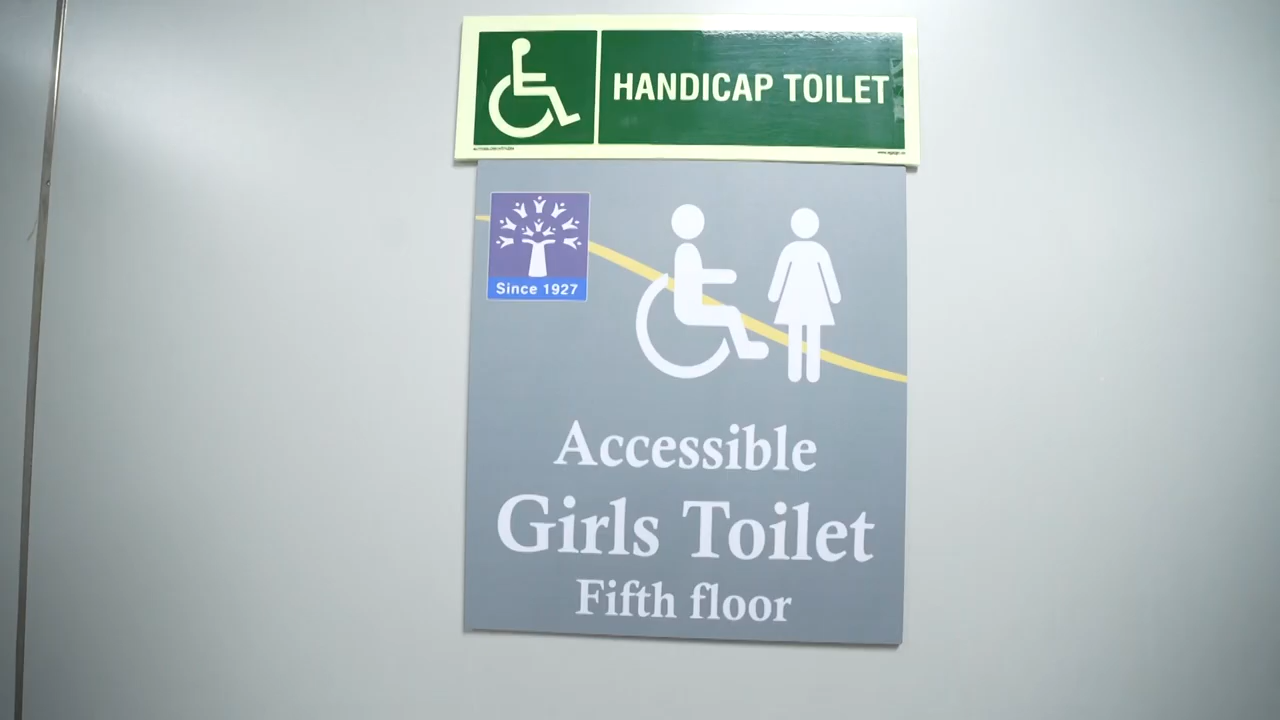 HANDICAP TOILET
Since 1927
Accessible
Girls Toilet
Fifth floor